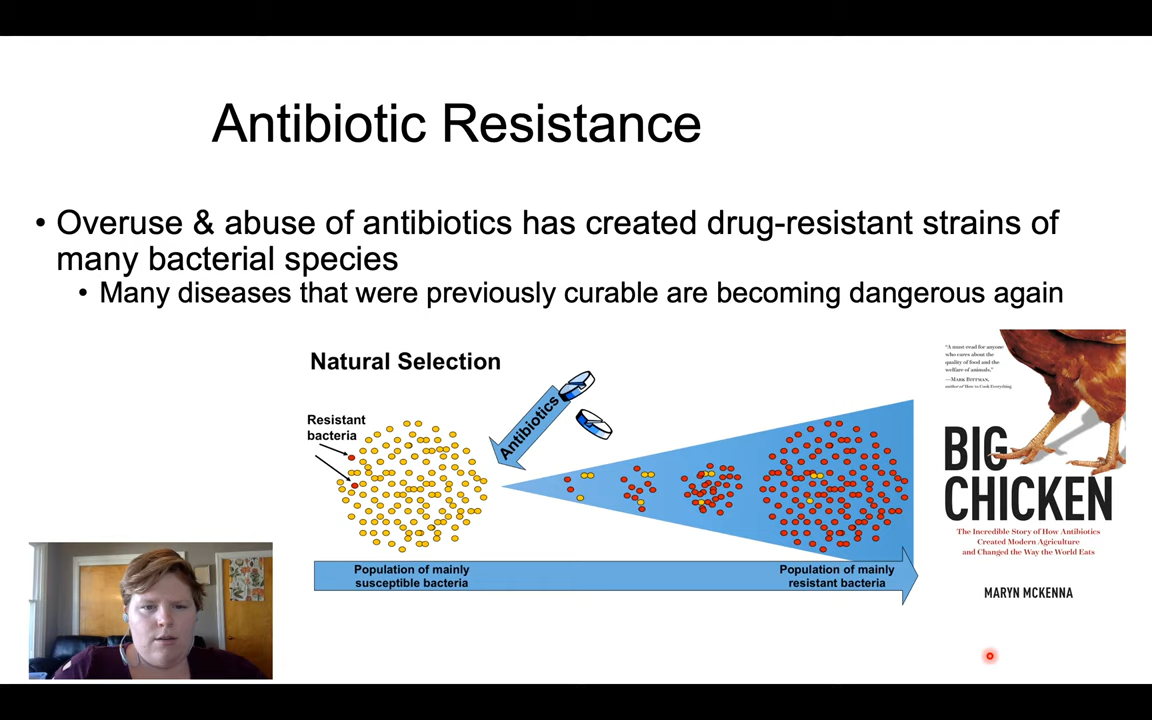 Antibiotic Resistance
• Overuse & abuse of antibiotics has created drug-resistant strains of
many bacterial species
• Many diseases that were previously curable are becoming dangerous again
Natural Selection
Resistant
bacteria
Antibiotics
Population of mainly
susceptible bacteria
Population of mainly
resistant bacteria
"A must-read for anyone
who cares about the
quality of food and the
welfare of animals."
—MARK BITTMAN,
author of How to Cook Everything
BIG
CHICKEN
The Incredible Story of How Antibiotics
Created Modern Agriculture
and Changed the Way the World Eats
MARYN MCKENNA